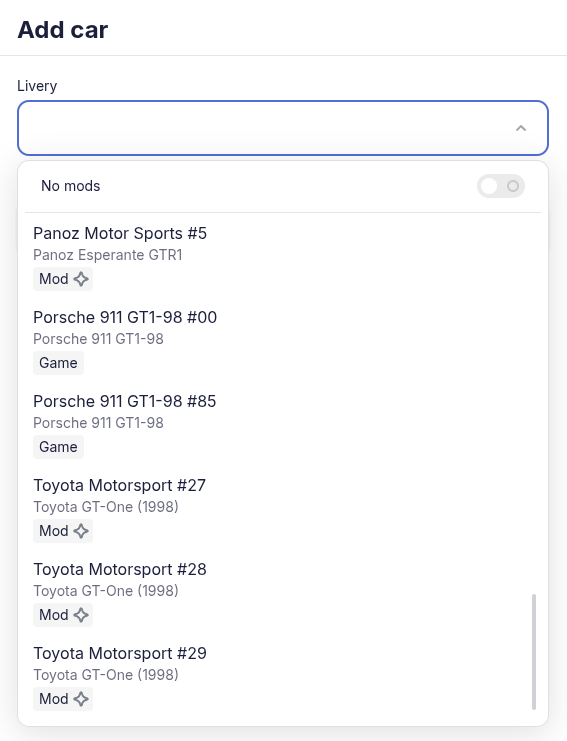 Add car
Livery
No mods
Panoz Motor Sports #5
Panoz Esperante GTR1
Mod
Porsche 911 GT1-98 #00
Porsche 911 GT1-98
Game
Porsche 911 GT1-98 #85
Porsche 911 GT1-98
Game
Toyota Motorsport #27
Toyota GT-One (1998)
Mod
Toyota Motorsport #28
Toyota GT-One (1998)
Mod
Toyota Motorsport #29
Toyota GT-One (1998)
Mod